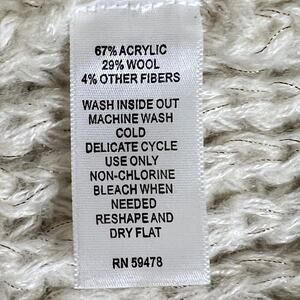 67% ACRYLIC
29% WOOL
4% OTHER FIBERS
WASH INSIDE OUT
MACHINE WASH
COLD
DELICATE CYCLE
USE ONLY
NON-CHLORINE
BLEACH WHEN
NEEDED
RESHAPE AND
DRY FLAT
RN 59478